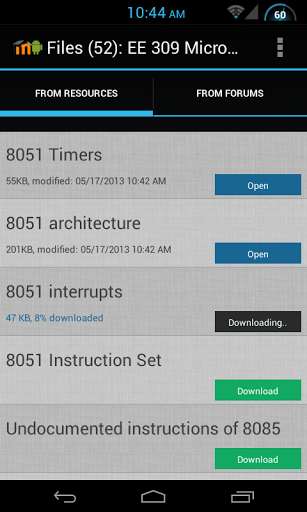 10:44 AM
60
Files (52): EE 309 Micro...
FROM RESOURCES
FROM FORUMS
8051 Timers
55KB, modified: 05/17/2013 10:42 AM
Open
8051 architecture
201KB, modified: 05/17/2013 10:42 AM
Open
8051 interrupts
47 KB, 8% downloaded
Downloading..
8051 Instruction Set
Download
Undocumented instructions of 8085
Download